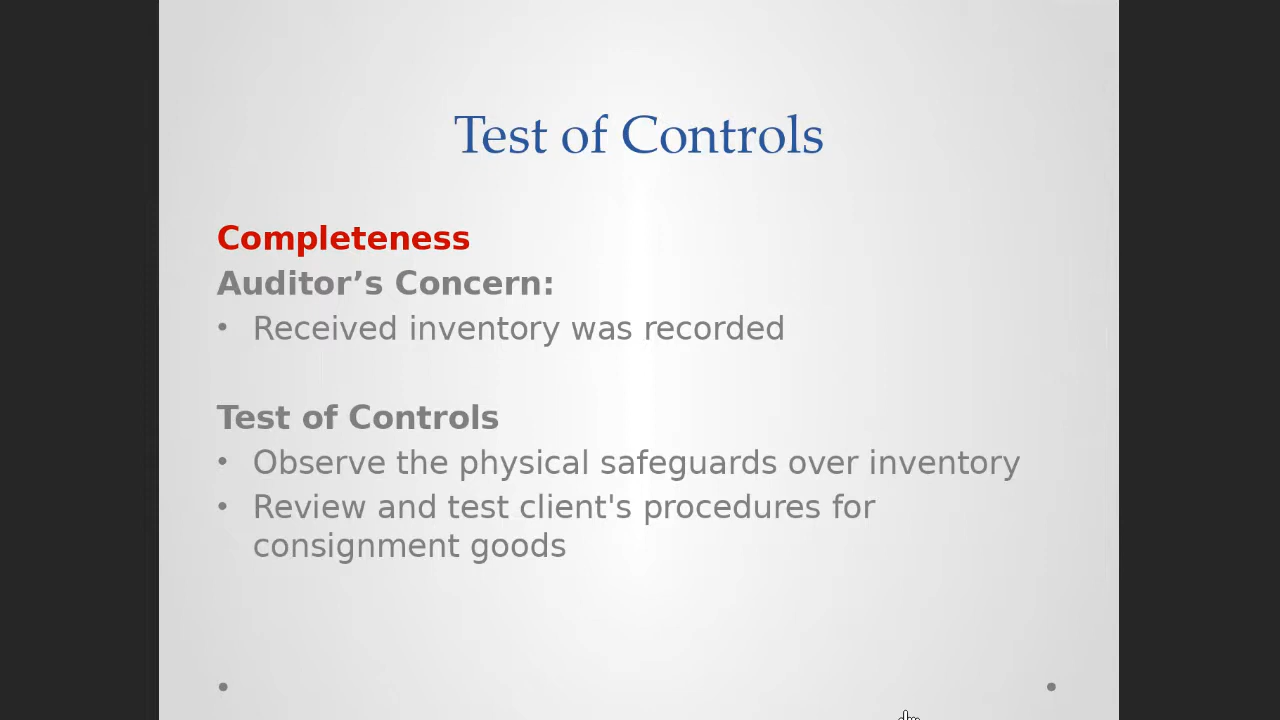 Test of Controls
Completeness
Auditor’s Concern:
• Received inventory was recorded
Test of Controls
• Observe the physical safeguards over inventory
• Review and test client's procedures for
consignment goods